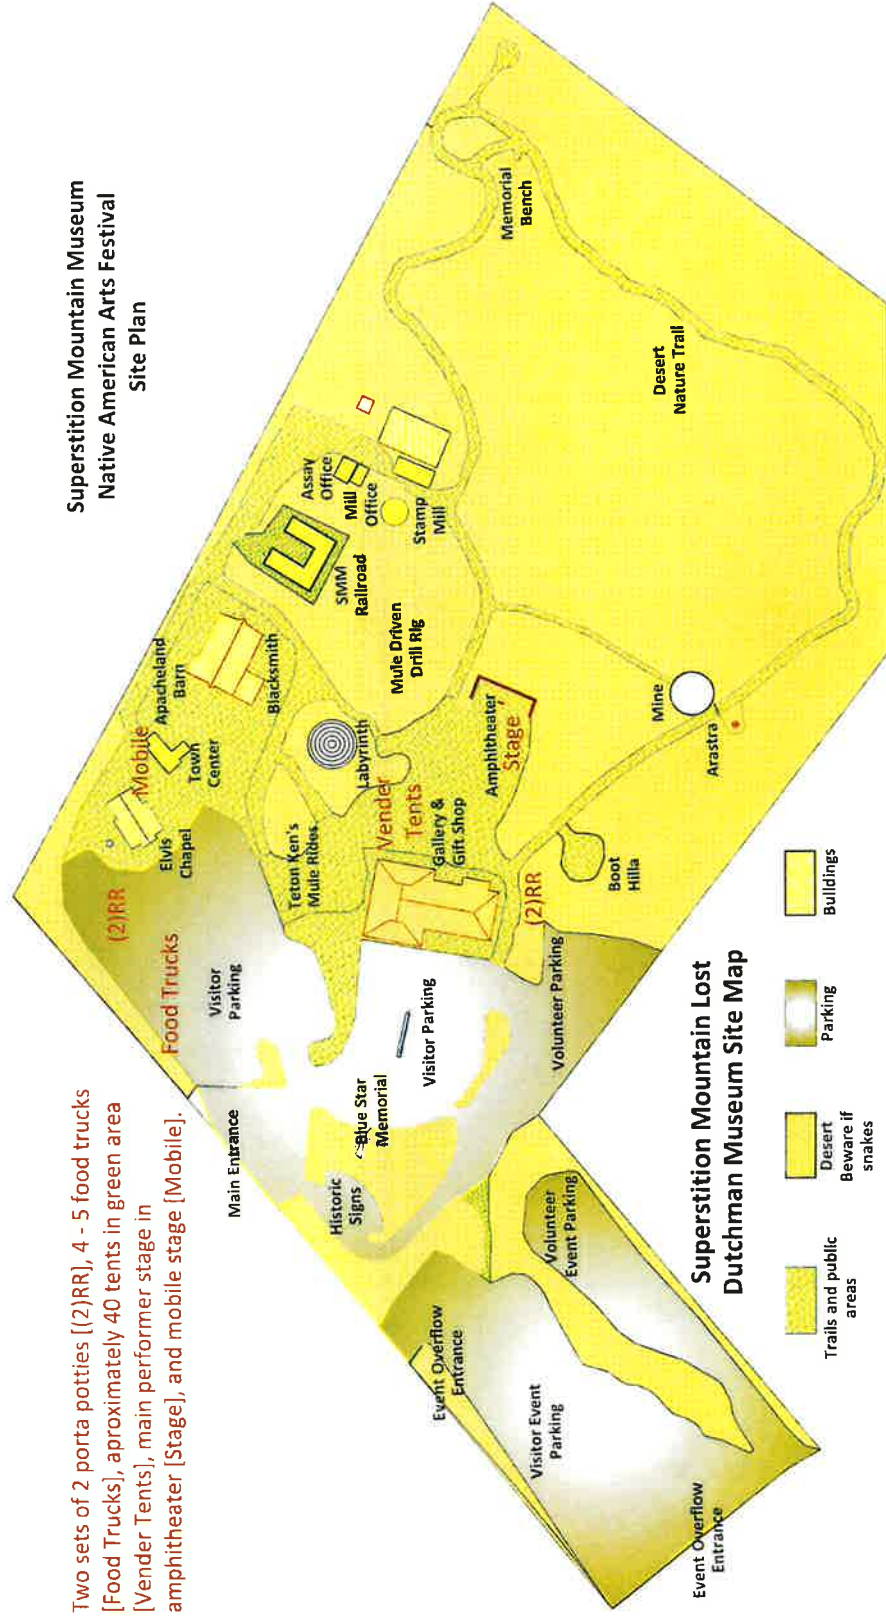 Superstition Mountain Museum
Native American Arts Festival
Site Plan
Two sets of 2 porta potties [(2)RR], 4 - 5 food trucks
[Food Trucks], aproximately 40 tents in green area
[Vender Tents], main performer stage in
amphitheater [Stage], and mobile stage [Mobile].
(2)RR
Food Trucks
Elvis
Chapel
Mobile
Town
Center
Apacheland
Barn
Blacksmith
Assay
Office
Mill
Office
Stamp
Mill
SMM
Railroad
Mule Driven
Drill Rig
Memorial
Bench
Desert
Nature Trail
Visitor
Parking
Teton Ken's
Mule Rides
Labyrinth
Vender
Tents
Gallery &
Gift Shop
Amphitheater
Stage
Mine
Arastra
Boot
Hilla
(2)RR
Main Entrance
Historic
Signs
Blue Star
Memorial
Visitor Parking
Volunteer Parking
Volunteer
Event Parking
Event Overflow
Entrance
Visitor Event
Parking
Event Overflow
Entrance
Superstition Mountain Lost
Dutchman Museum Site Map
Trails and public
areas
Desert
Beware if
snakes
Parking
Buildings